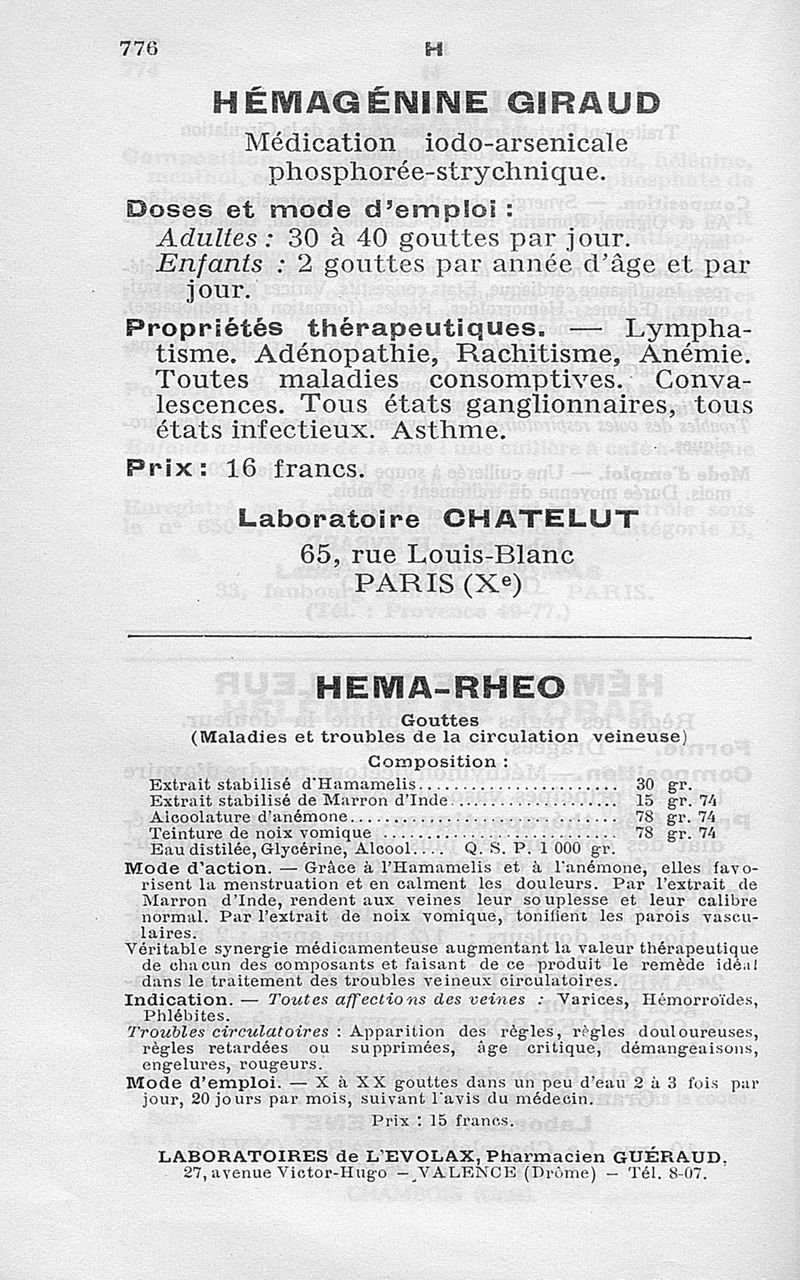 776
H
HÉMAGÉNINE GIRAUD
Médication iodo-arsenicale
phosphorée-strychnique.
Doses et mode d'emploi :
Adultes : 30 à 40 gouttes par jour.
Enfants : 2 gouttes par année d'âge et par
jour.
Propriétés thérapeutiques. — Lympha-
tisme. Adénopathie, Rachitisme, Anémie.
Toutes maladies consomptives. Conva-
lescences. Tous états ganglionnaires, tous
états infectieux. Asthme.
Prix : 16 francs.
Laboratoire CHATELUT
65, rue Louis-Blanc
PARIS (Xe)
HEMA-RHEO
Gouttes
(Maladies et troubles de la circulation veineuse)
Composition :
Extrait stabilisé d'Hamamelis........................ 30 gr.
Extrait stabilisé de Marron d'Inde.................... 15 gr. 74
Alcoolature d'anémone................................ 78 gr. 74
Teinture de noix vomique ............................ 78 gr. 74
Eau distilée, Glycérine, Alcool..... Q. S. P. 1 000 gr.
Mode d'action. — Grâce à l'Hamamelis et à l'anémone, elles favo-
risent la menstruation et en calment les douleurs. Par l'extrait de
Marron d'Inde, rendent aux veines leur souplesse et leur calibre
normal. Par l'extrait de noix vomique, tonifient les parois vascu-
laires.
Véritable synergie médicamenteuse augmentant la valeur thérapeutique
de chacun des composants et faisant de ce produit le remède idéal
dans le traitement des troubles veineux circulatoires.
Indication. — Toutes affections des veines : Varices, Hémorroïdes,
Phlébites.
Troubles circulatoires : Apparition des règles, règles douloureuses,
règles retardées ou supprimées, âge critique, démangeaisons,
engelures, rougeurs.
Mode d'emploi. — X à XX gouttes dans un peu d'eau 2 à 3 fois par
jour, 20 jours par mois, suivant l'avis du médecin.
Prix : 15 francs.
LABORATOIRES de L'EVOLAX, Pharmacien GUÉRAUD,
27, avenue Victor-Hugo — VALENCE (Drôme) — Tél. 8-07.